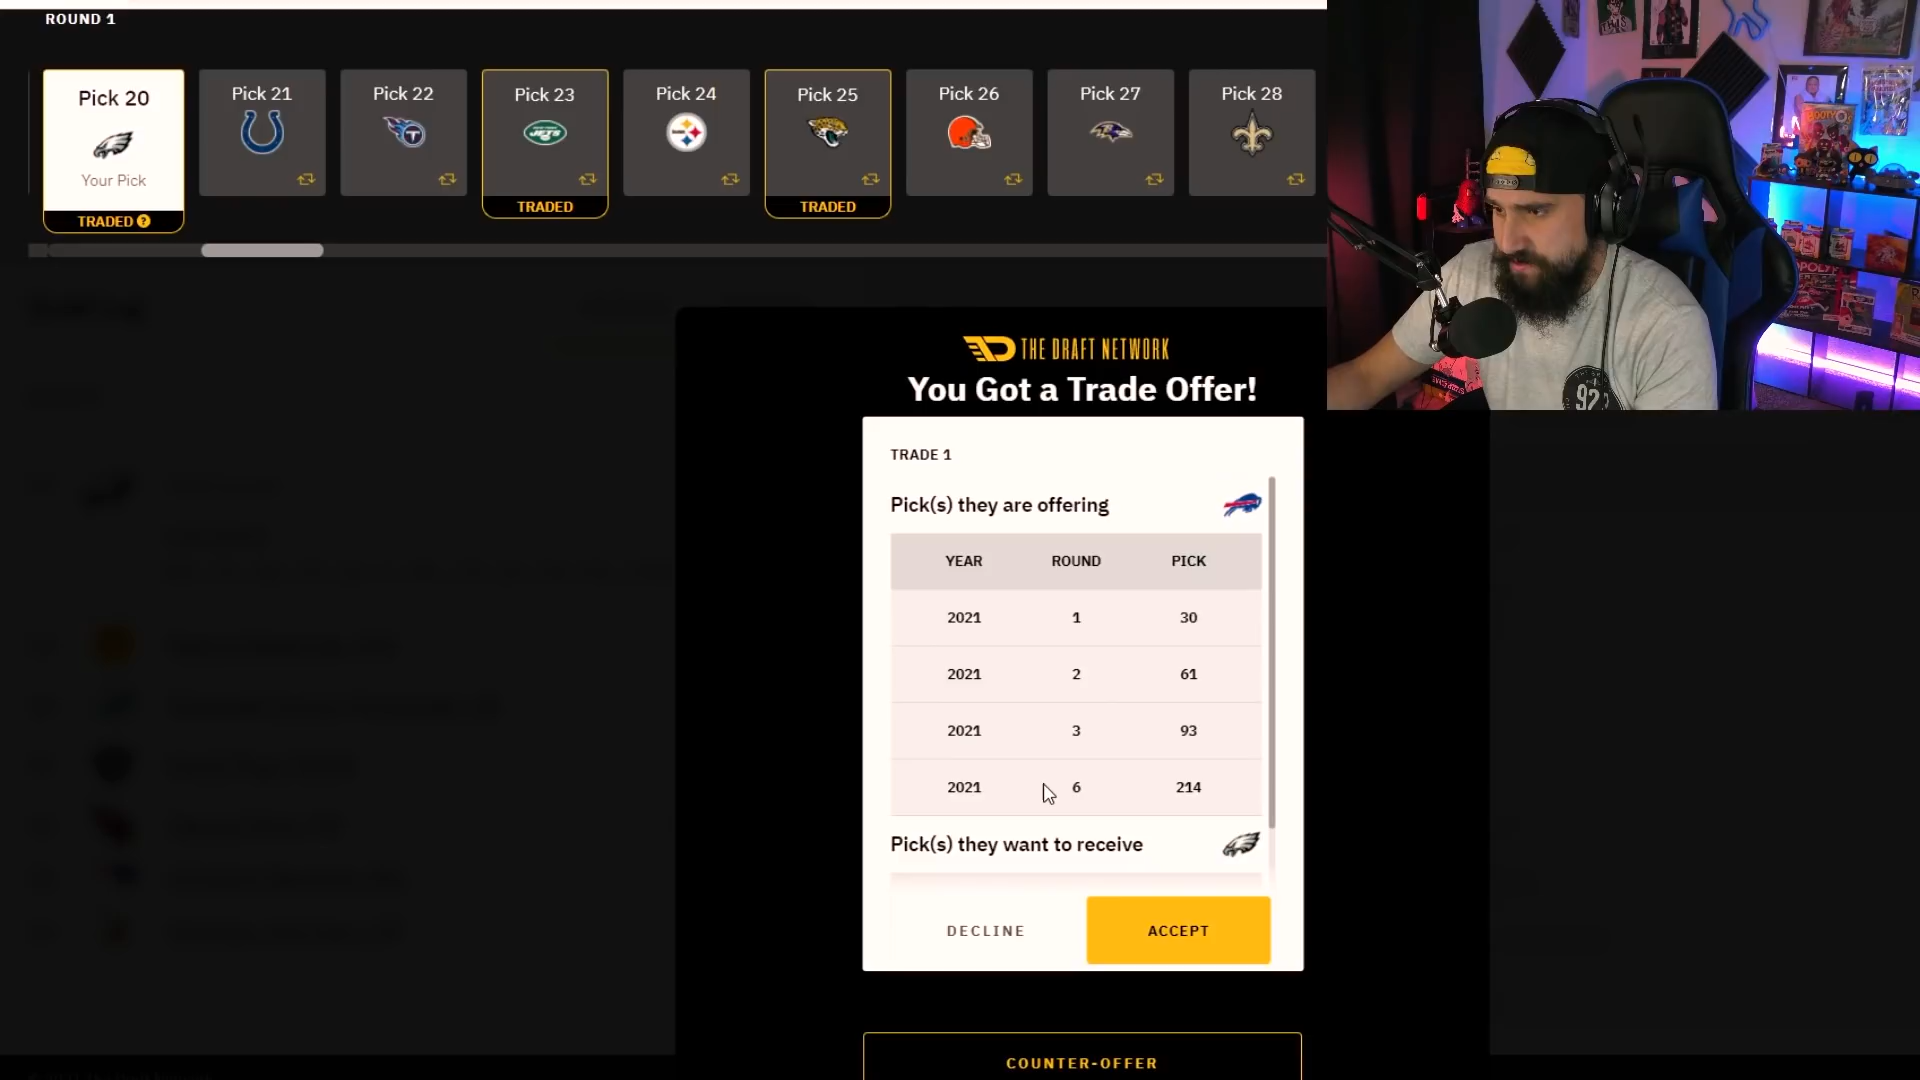 ROUND 1
Pick 20
Your Pick
TRADED ?
Pick 21
Pick 22
Pick 23
JETS
TRADED
Pick 24
Pick 25
TRADED
Pick 26
Pick 27
Pick 28
THE DRAFT NETWORK
You Got a Trade Offer!
TRADE 1
Pick(s) they are offering
YEAR ROUND PICK
2021 1 30
2021 2 61
2021 3 93
2021 6 214
Pick(s) they want to receive
DECLINE
ACCEPT
COUNTER-OFFER
92